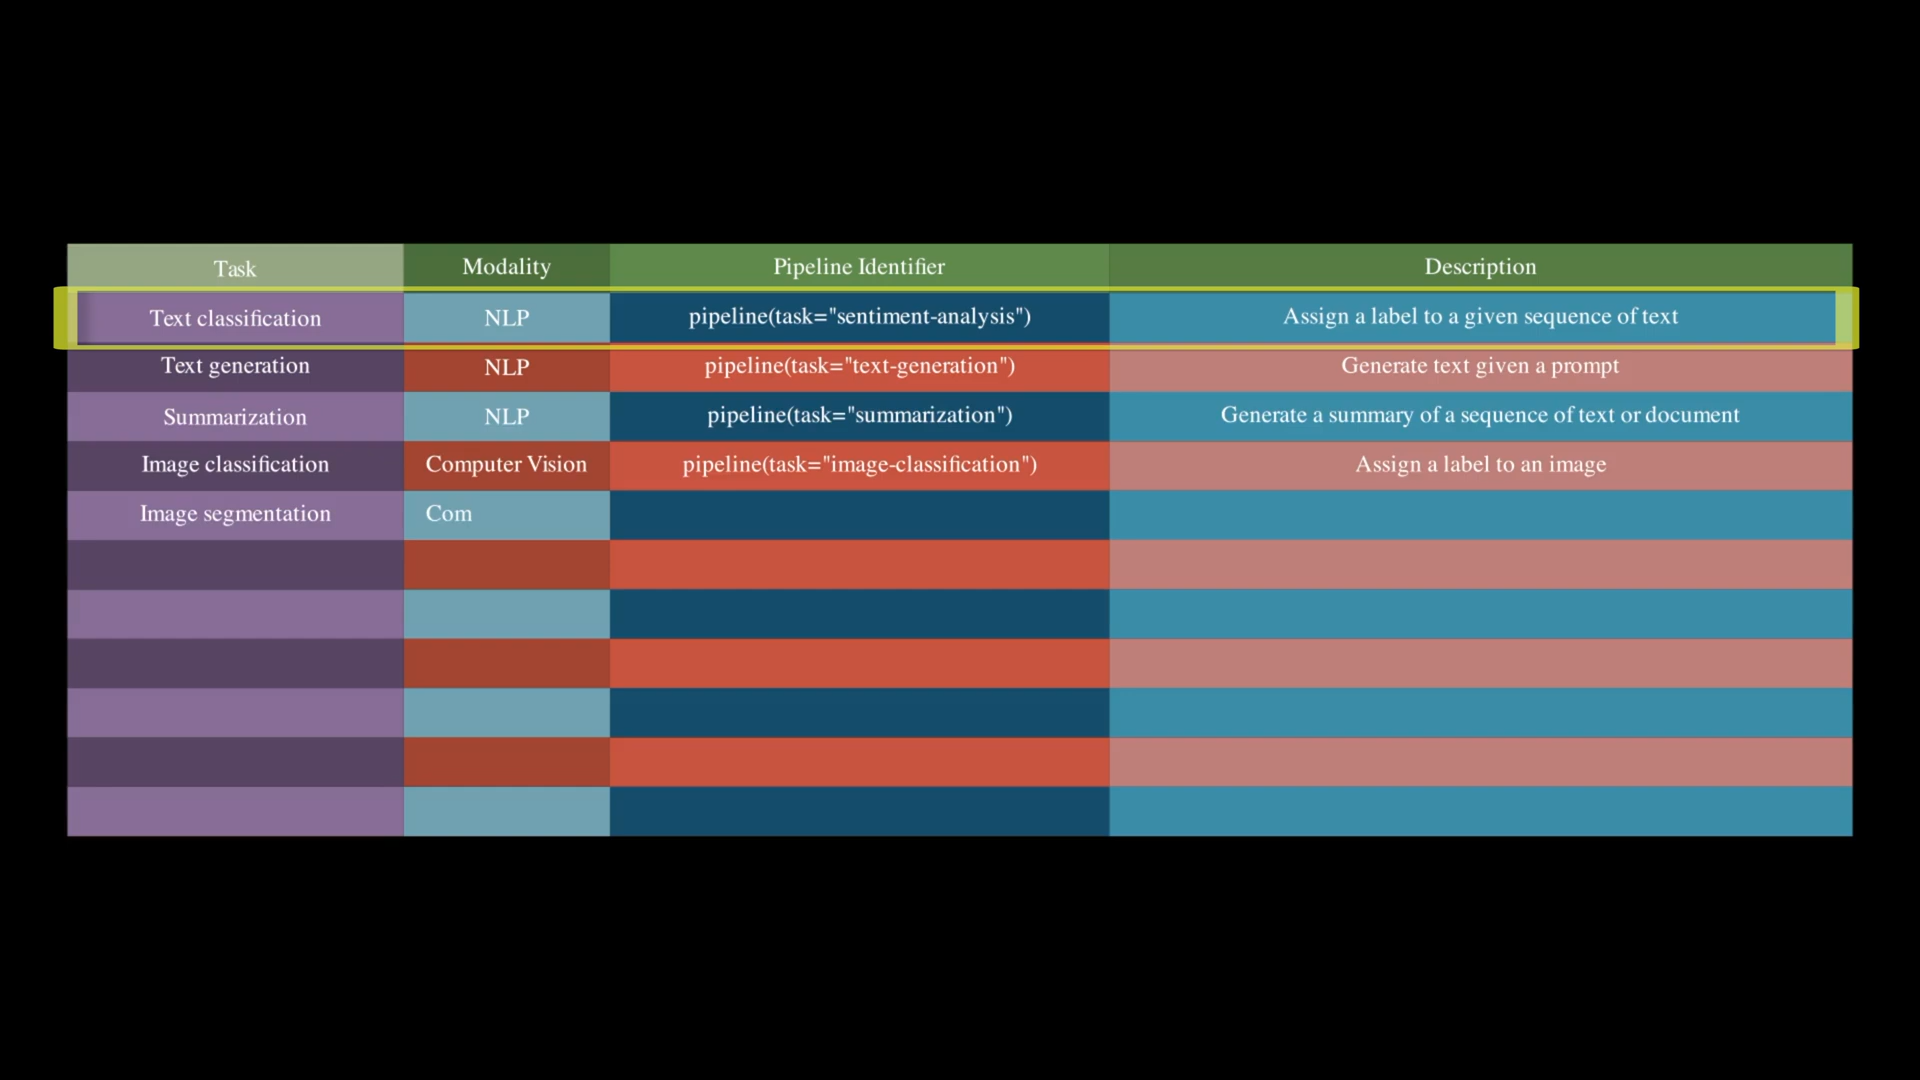 Task Modality Pipeline Identifier Description
Text classification NLP pipeline(task="sentiment-analysis") Assign a label to a given sequence of text
Text generation NLP pipeline(task="text-generation") Generate text given a prompt
Summarization NLP pipeline(task="summarization") Generate a summary of a sequence of text or document
Image classification Computer Vision pipeline(task="image-classification") Assign a label to an image
Image segmentation Com